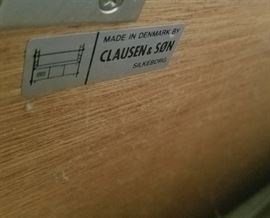 MADE IN DENMARK BY
CLAUSEN & SØN
SILKEBORG